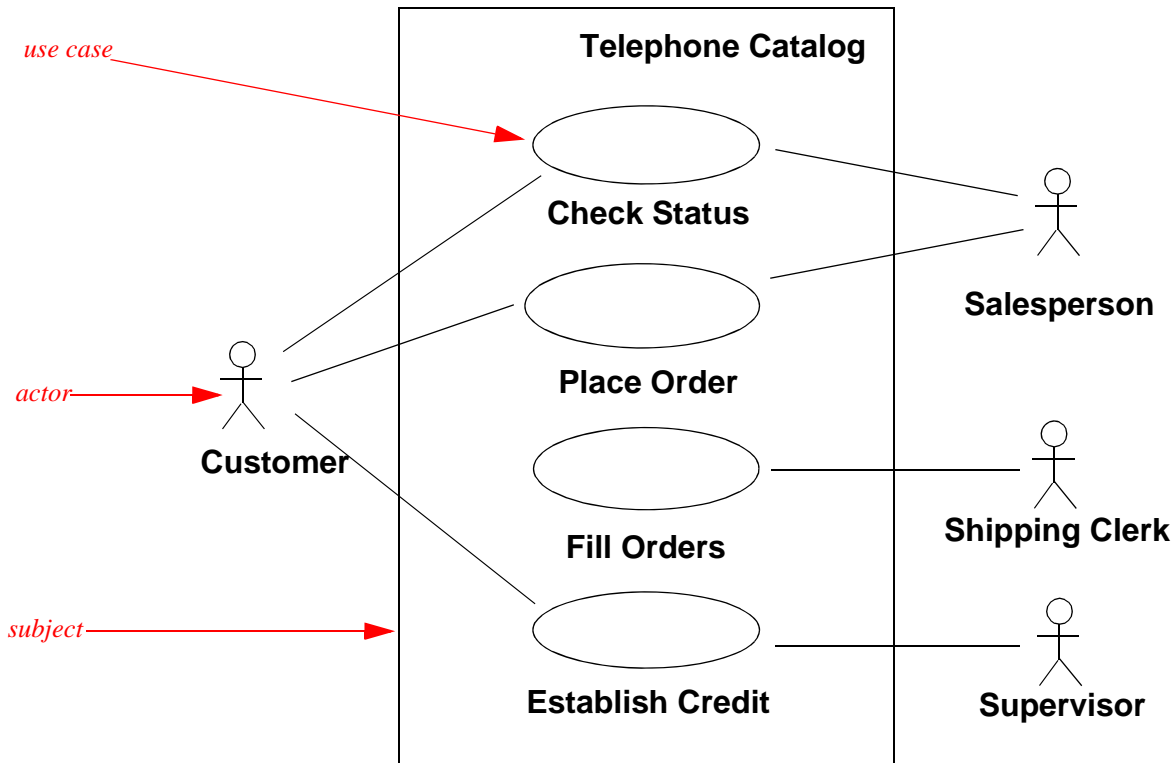 use case
Telephone Catalog
Check Status
Salesperson
Place Order
actor
Customer
Shipping Clerk
Fill Orders
subject
Establish Credit
Supervisor